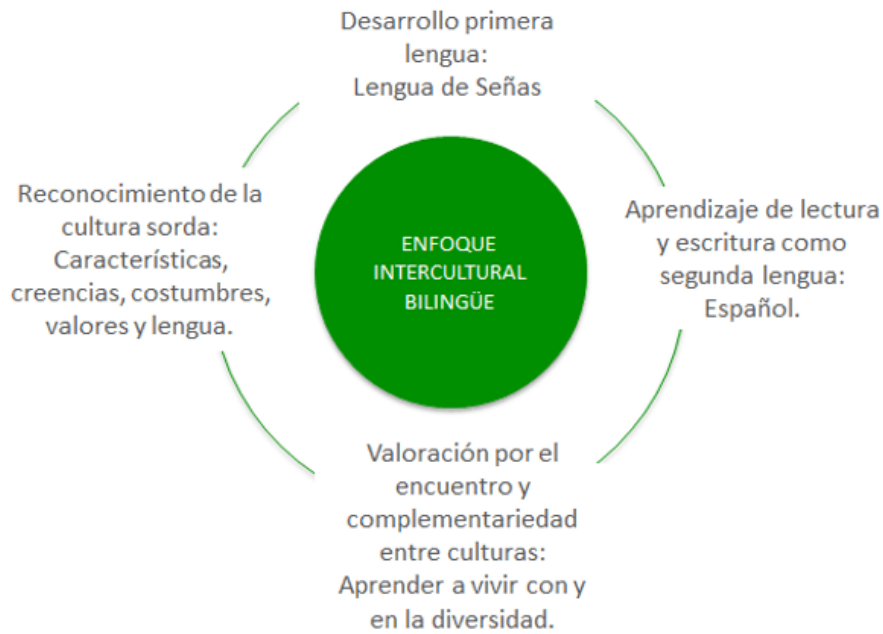 Desarrollo primera
lengua:
Lengua de Señas
Reconocimiento de la
cultura sorda:
Características,
creencias, costumbres,
valores y lengua.
ENFOQUE
INTERCULTURAL
BILINGÜE
Aprendizaje de lectura
y escritura como
segunda lengua:
Español.
Valoración por el
encuentro y
complementariedad
entre culturas:
Aprender a vivir con y
en la diversidad.